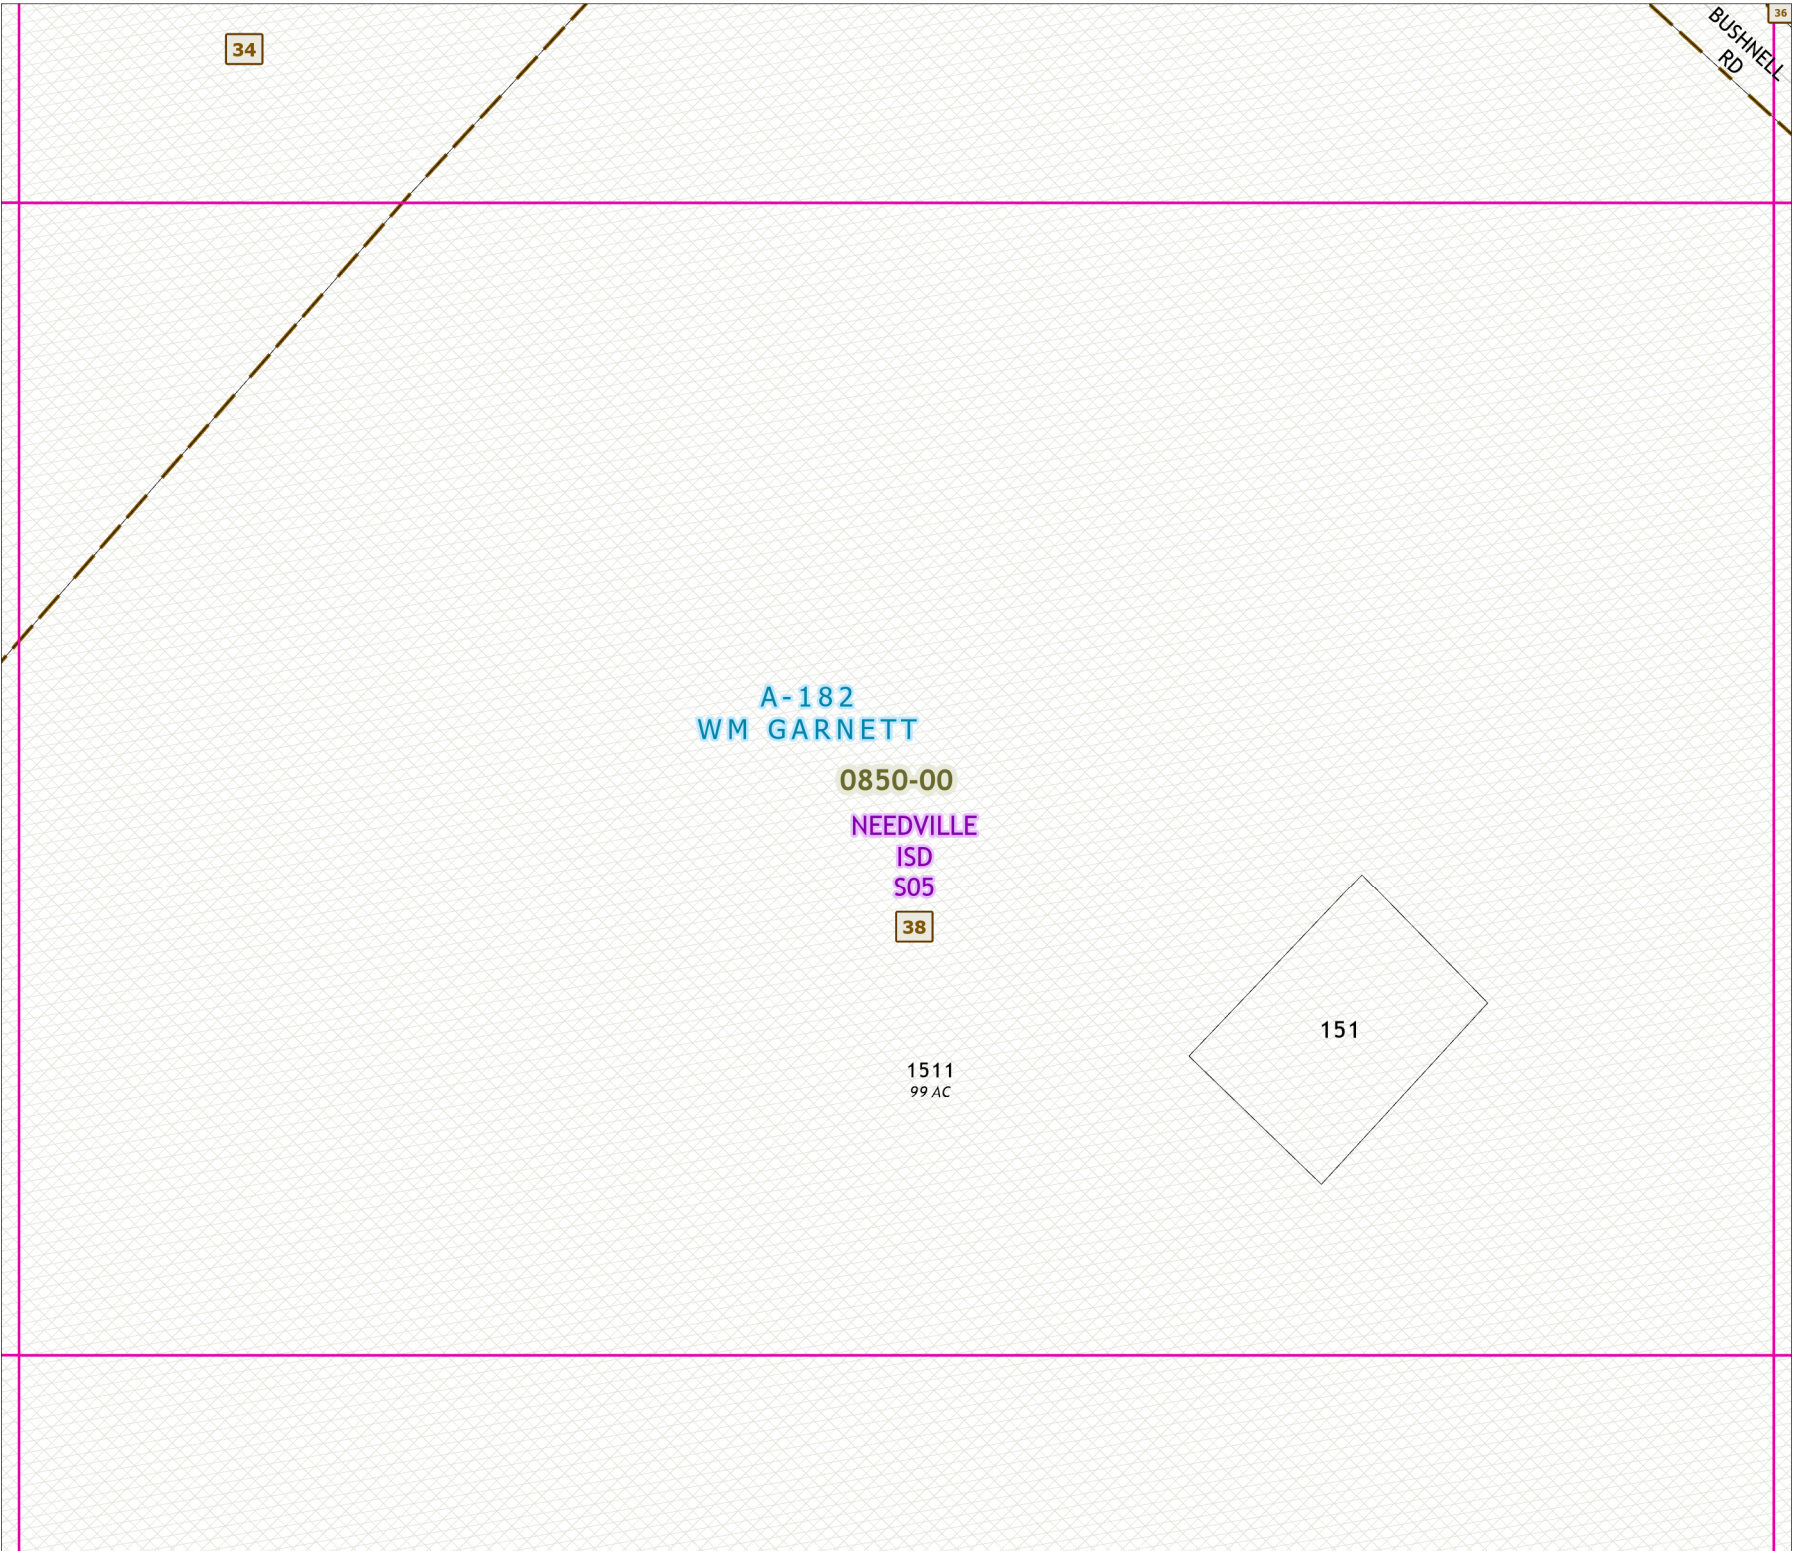 36
BUSHNELL
RD
34
A-182
WM GARNETT
0850-00
NEEDVILLE
ISD
S05
38
151
1511
99 AC